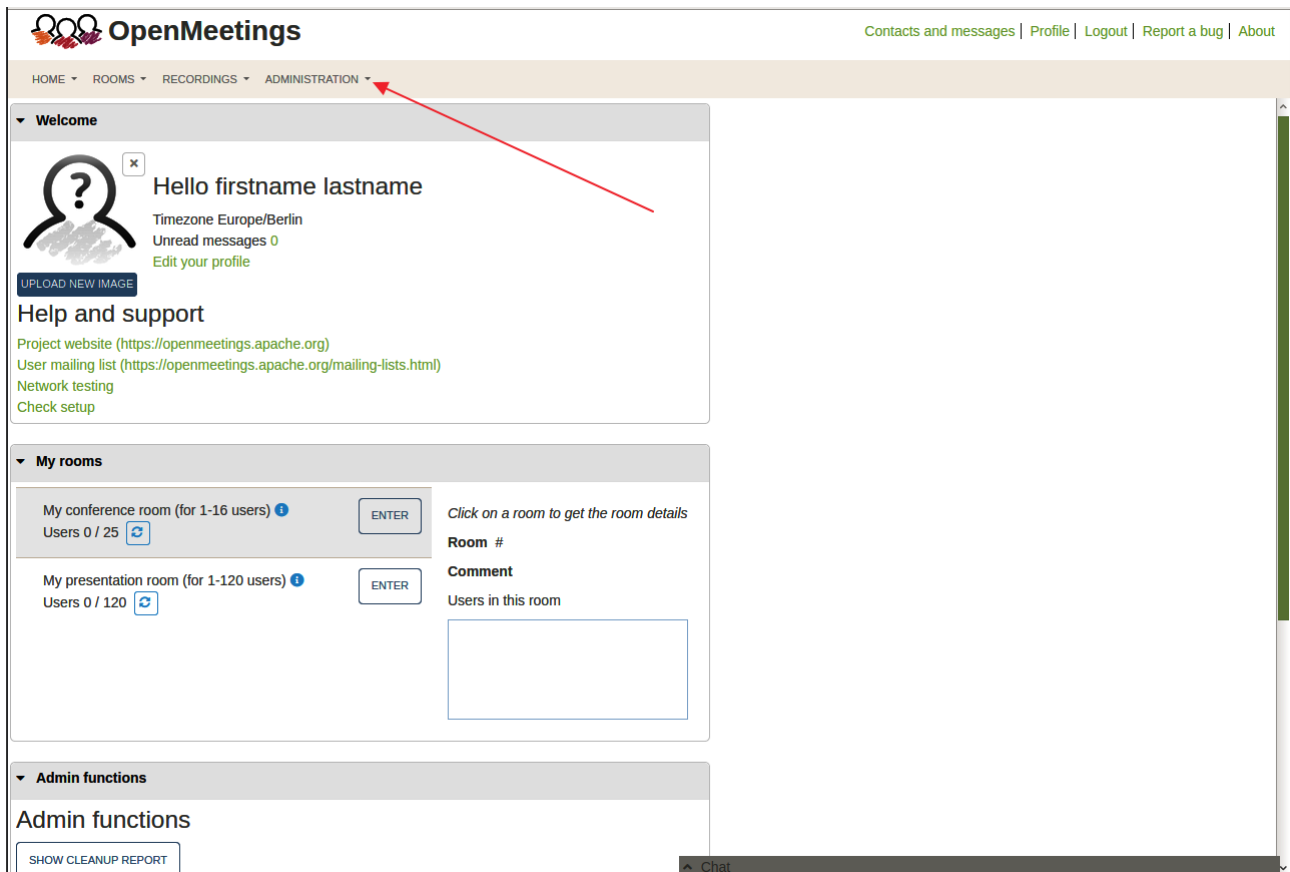 OpenMeetings
Contacts and messages | Profile | Logout | Report a bug | About
HOME ROOMS RECORDINGS ADMINISTRATION
Welcome
?
×
Hello firstname lastname
Timezone Europe/Berlin
Unread messages 0
Edit your profile
UPLOAD NEW IMAGE
Help and support
Project website (https://openmeetings.apache.org)
User mailing list (https://openmeetings.apache.org/mailing-lists.html)
Network testing
Check setup
My rooms
My conference room (for 1-16 users)
Users 0 / 25
ENTER
My presentation room (for 1-120 users)
Users 0 / 120
ENTER
Click on a room to get the room details
Room #
Comment
Users in this room
Admin functions
Admin functions
SHOW CLEANUP REPORT
Chat